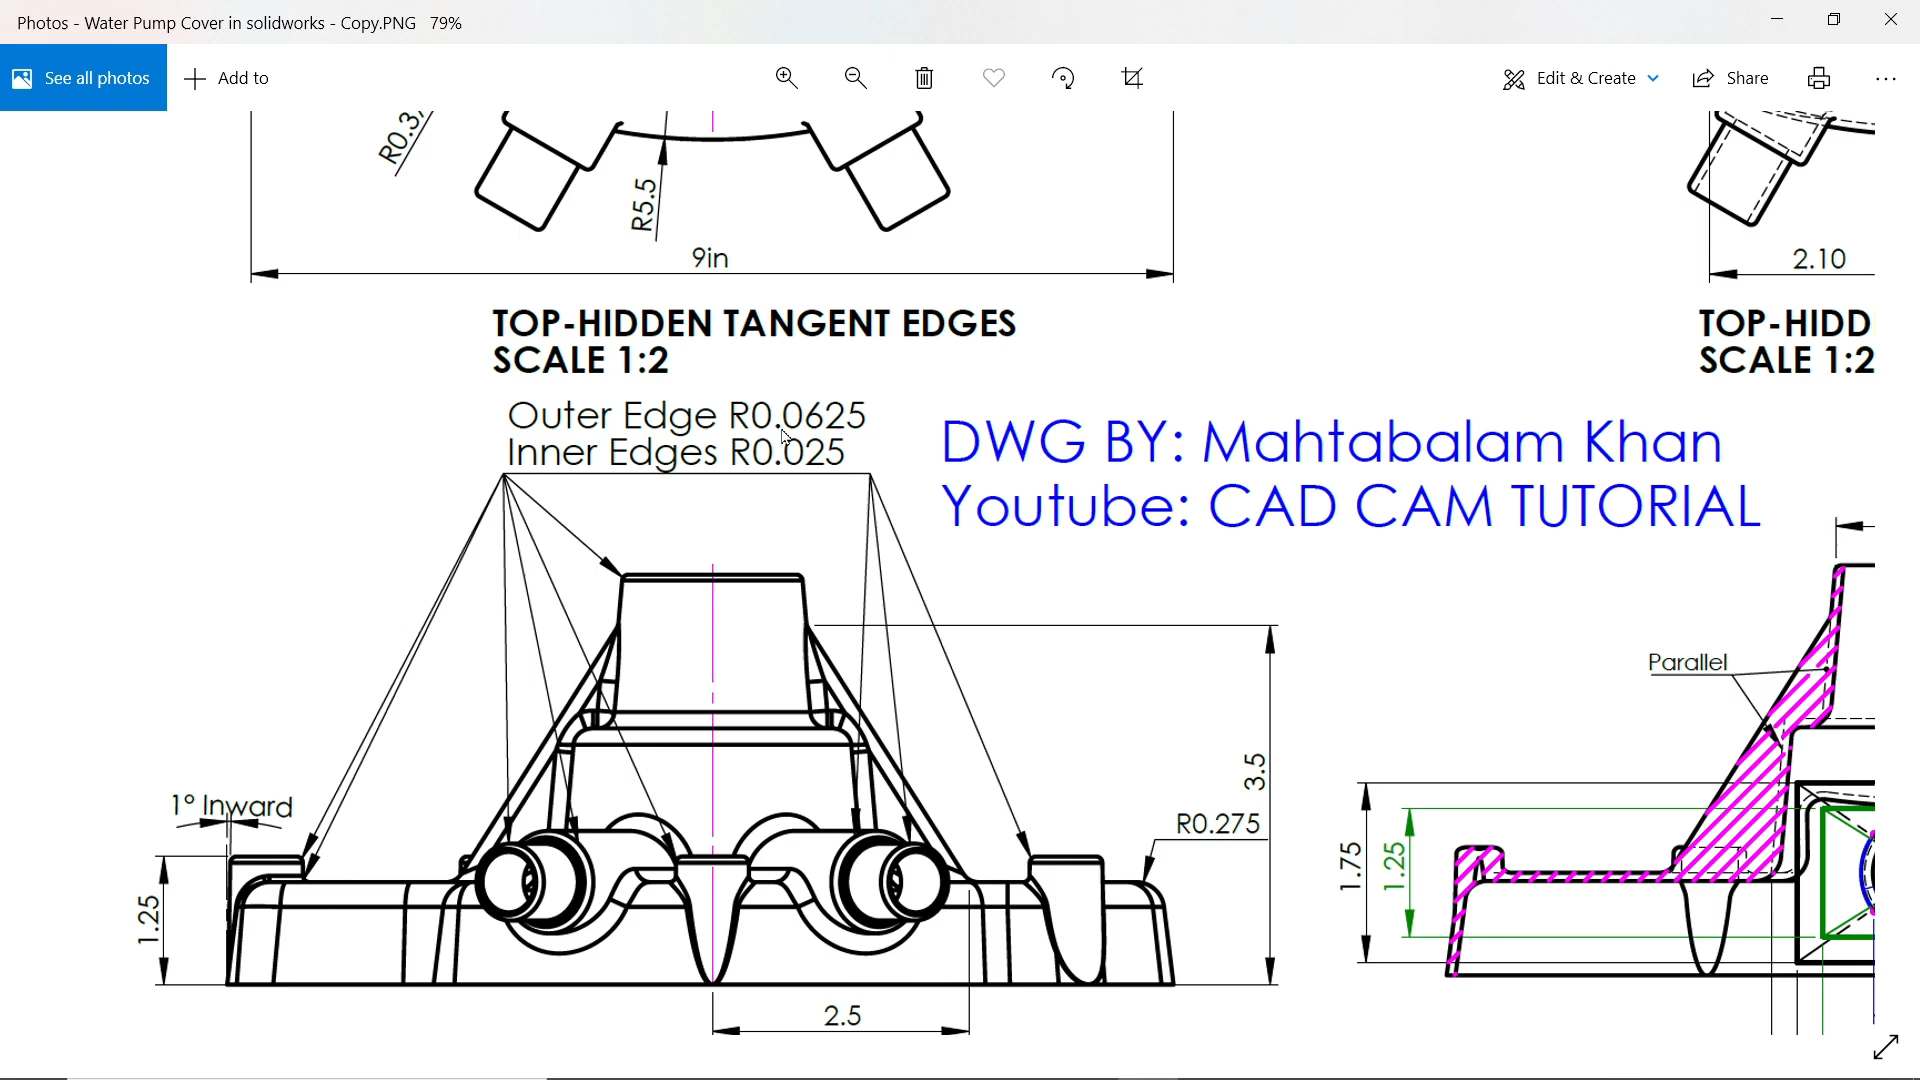 Photos - Water Pump Cover in solidworks - Copy.PNG 79%
See all photos
Add to
Edit & Create
Share
R5.5
9in
2.10
TOP-HIDDEN TANGENT EDGES
SCALE 1:2
TOP-HIDD
SCALE 1:2
Outer Edge R0.0625
Inner Edges R0.025
DWG BY: Mahtabalam Khan
Youtube: CAD CAM TUTORIAL
Parallel
3.5
1° Inward
R0.275
1.75
1.25
1.25
2.5